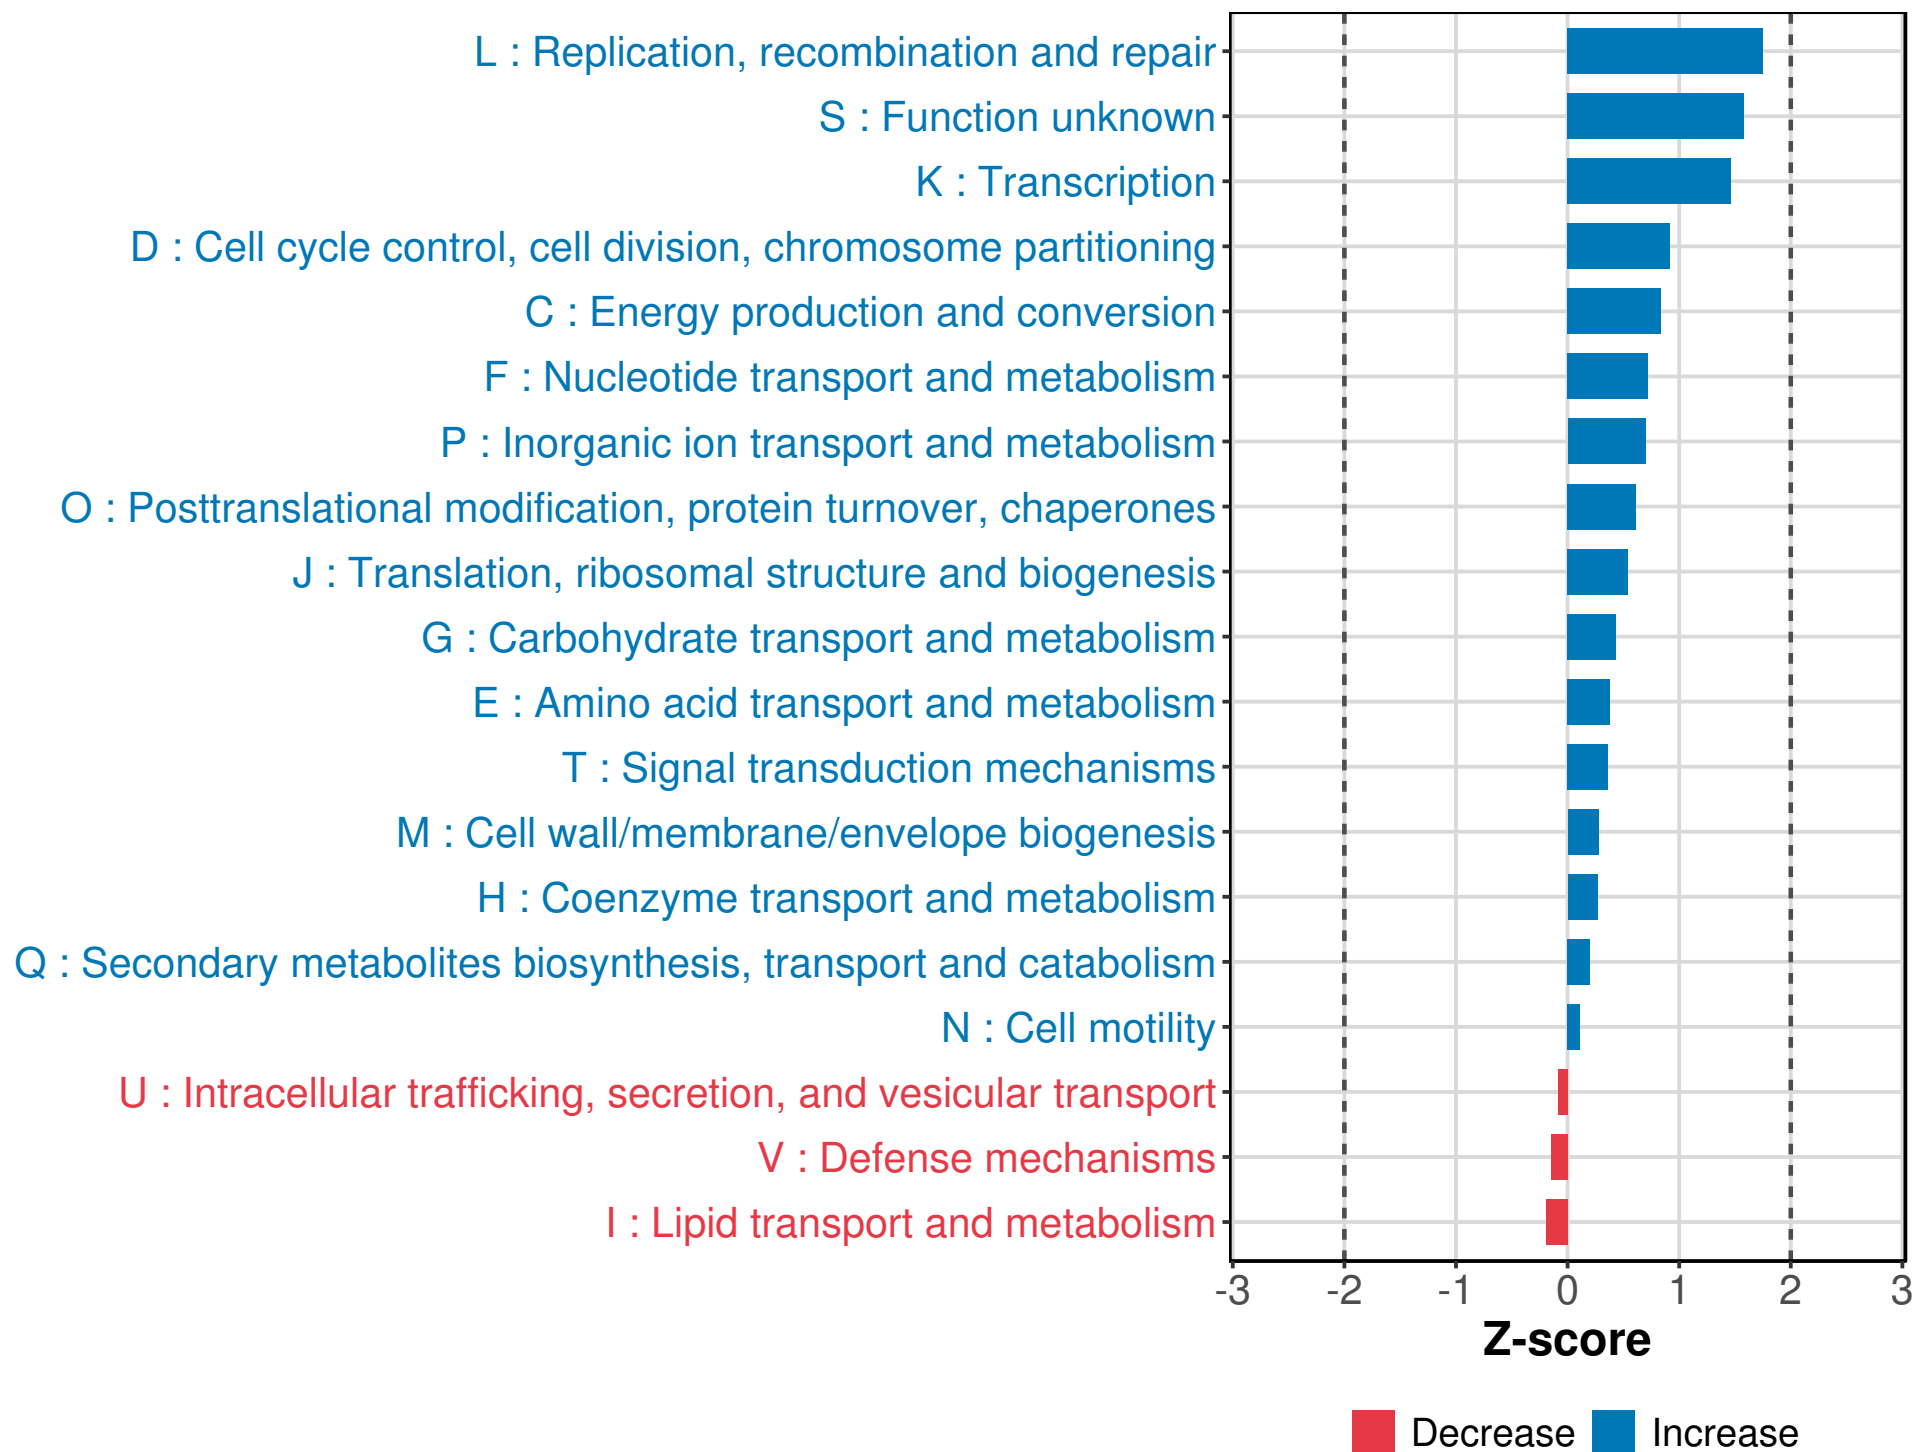 L : Replication, recombination and repair
S : Function unknown
K : Transcription
D : Cell cycle control, cell division, chromosome partitioning
C : Energy production and conversion
F : Nucleotide transport and metabolism
P : Inorganic ion transport and metabolism
O : Posttranslational modification, protein turnover, chaperones
J : Translation, ribosomal structure and biogenesis
G : Carbohydrate transport and metabolism
E : Amino acid transport and metabolism
T : Signal transduction mechanisms
M : Cell wall/membrane/envelope biogenesis
H : Coenzyme transport and metabolism
Q : Secondary metabolites biosynthesis, transport and catabolism
N : Cell motility
U : Intracellular trafficking, secretion, and vesicular transport
V : Defense mechanisms
I : Lipid transport and metabolism
-3 -2 -1 0 1 2 3
Z-score
Decrease Increase